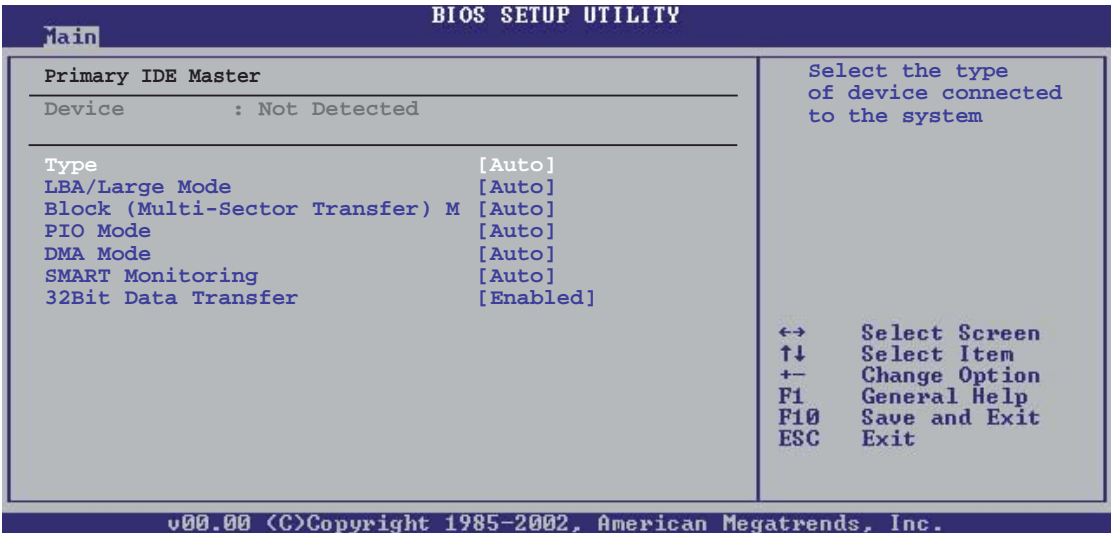 BIOS SETUP UTILITY
Main
Primary IDE Master
Device : Not Detected
Type [Auto]
LBA/Large Mode [Auto]
Block (Multi-Sector Transfer) M [Auto]
PIO Mode [Auto]
DMA Mode [Auto]
SMART Monitoring [Auto]
32Bit Data Transfer [Enabled]
Select the type
of device connected
to the system
←→ Select Screen
↑↓ Select Item
+- Change Option
F1 General Help
F10 Save and Exit
ESC Exit
v00.00 (C)Copyright 1985-2002, American Megatrends, Inc.